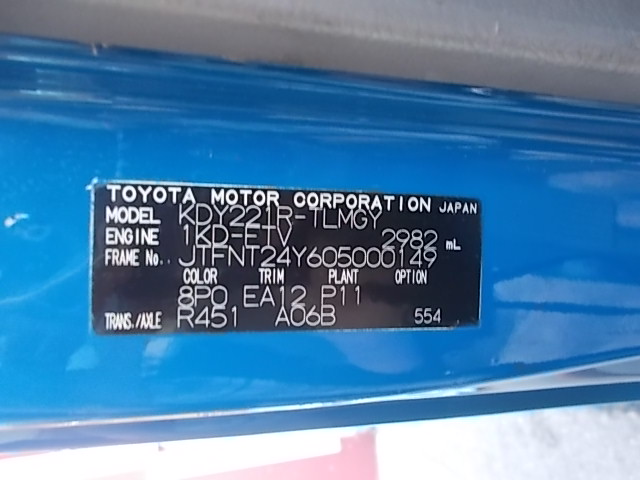 TOYOTA MOTOR CORPORATION JAPAN
MODEL KDY221R-TLMGY
ENGINE 1KD-FTV 2982 mL
FRAME No. JTFNT24Y605000149
COLOR TRIM PLANT OPTION
8P0 EA12 P11
TRANS./AXLE R451 A06B 554